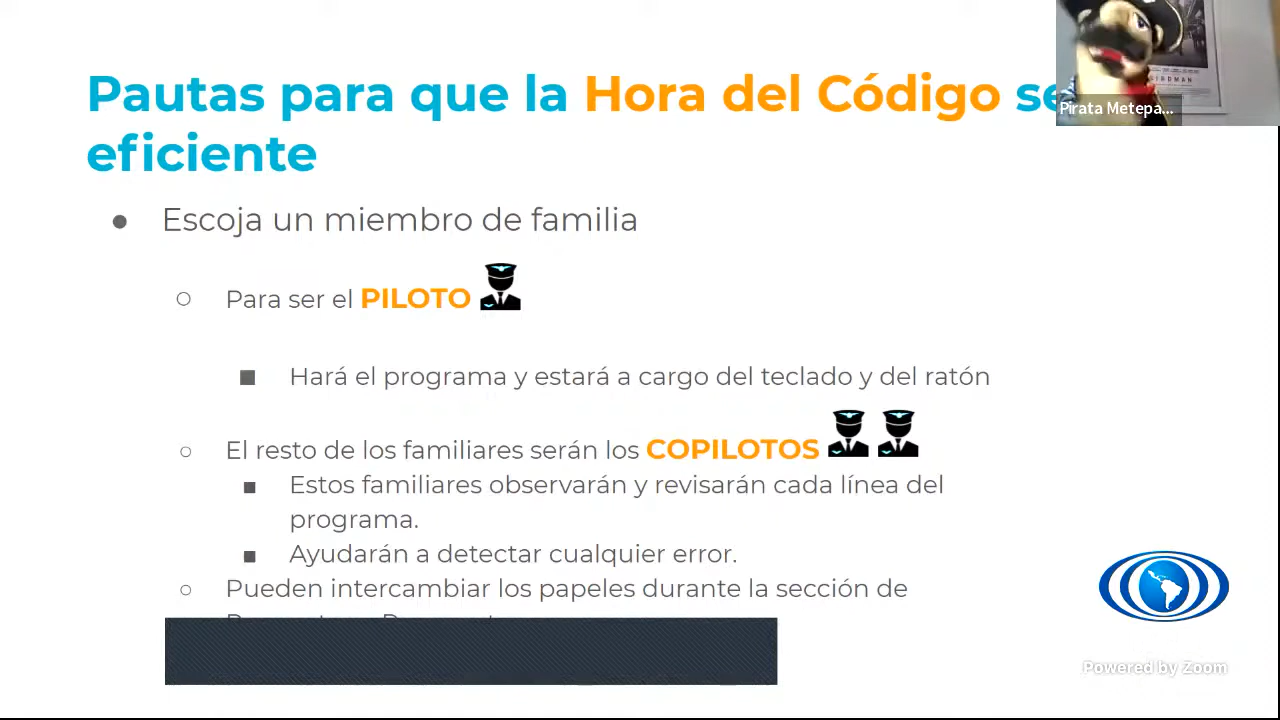 Pautas para que la Hora del Código se
eficiente
Pirata Metepa...
● Escoja un miembro de familia
○ Para ser el PILOTO
■ Hará el programa y estará a cargo del teclado y del ratón
○ El resto de los familiares serán los COPILOTOS
■ Estos familiares observarán y revisarán cada línea del
programa.
■ Ayudarán a detectar cualquier error.
○ Pueden intercambiar los papeles durante la sección de
Powered by Zoom